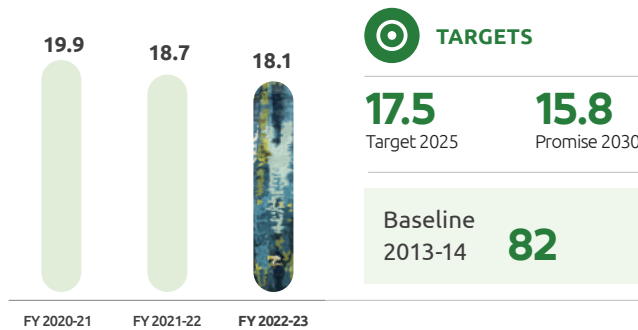 19.9
18.7
18.1
FY 2020-21
FY 2021-22
FY 2022-23
TARGETS
17.5
15.8
Target 2025
Promise 2030
Baseline
2013-14
82